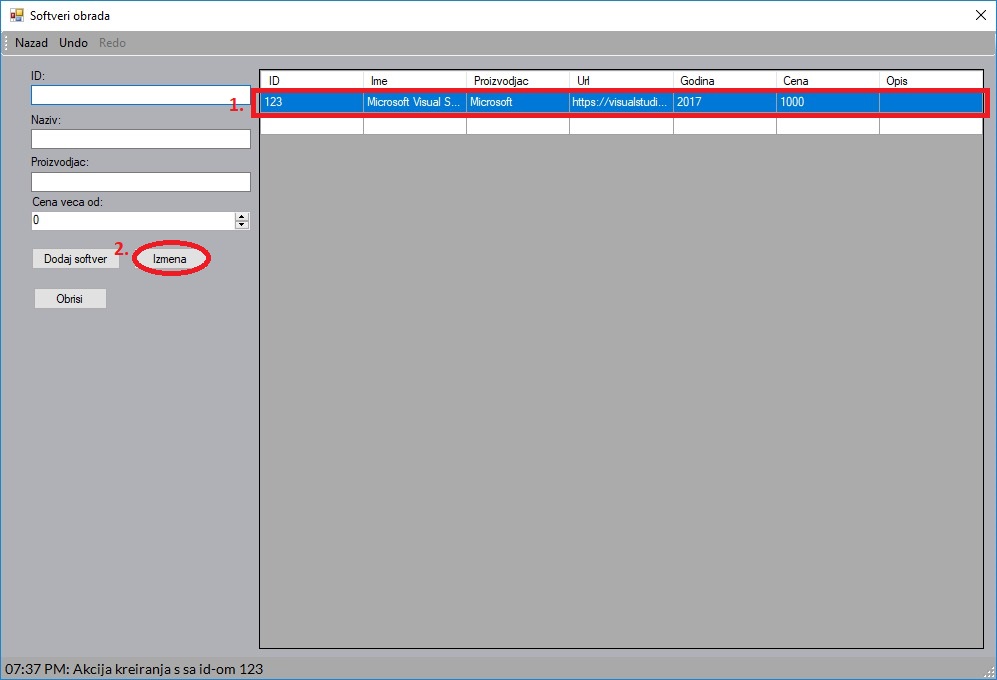 Softveri obrada
Nazad Undo Redo
ID:
1.
Naziv:
Proizvodjac:
Cena veca od:
0
2.
Dodaj softver Izmena
Obrisi
ID Ime Proizvodjac Url Godina Cena Opis
123 Microsoft Visual S... Microsoft https://visualstudi... 2017 1000
07:37 PM: Akcija kreiranja s sa id-om 123